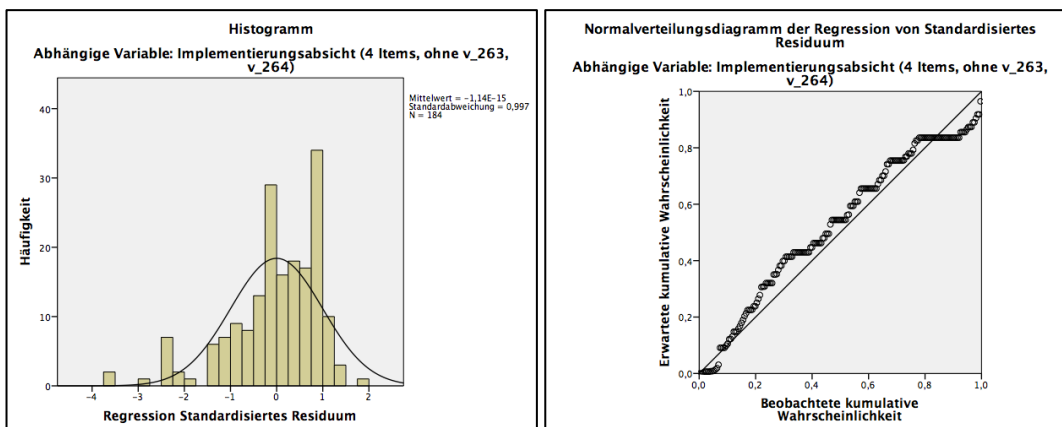 Histogramm
Abhängige Variable: Implementierungsabsicht (4 Items, ohne v_263,
v_264)
Mittelwert = -1,14E-15
Standardabweichung = 0,997
N = 184
Häufigkeit
40
30
20
10
0
-4
-3
-2
-1
0
1
2
Regression Standardisiertes Residuum
Normalverteilungsdiagramm der Regression von Standardisiertes
Residuum
Abhängige Variable: Implementierungsabsicht (4 Items, ohne v_263,
v_264)
Erwartete kumulative Wahrscheinlichkeit
1,0
0,8
0,6
0,4
0,2
0,0
0,0
0,2
0,4
0,6
0,8
1,0
Beobachtete kumulative
Wahrscheinlichkeit